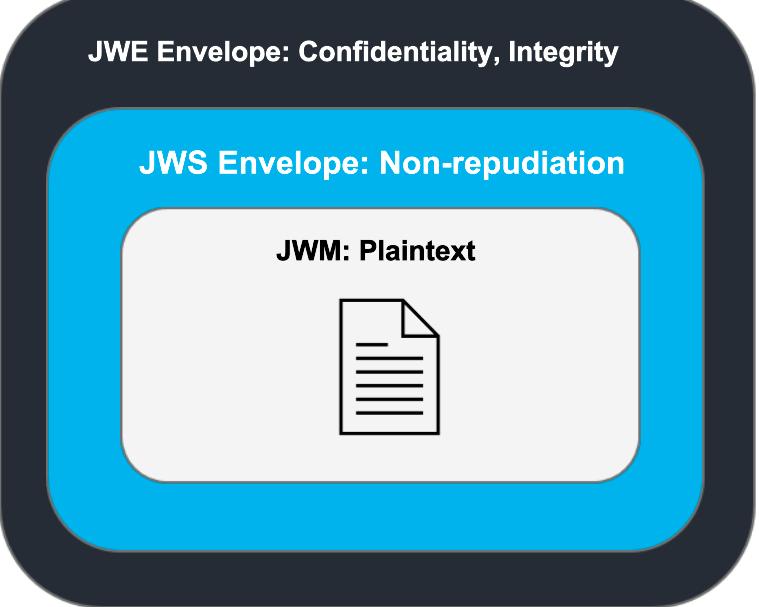 JWE Envelope: Confidentiality, Integrity
JWS Envelope: Non-repudiation
JWM: Plaintext